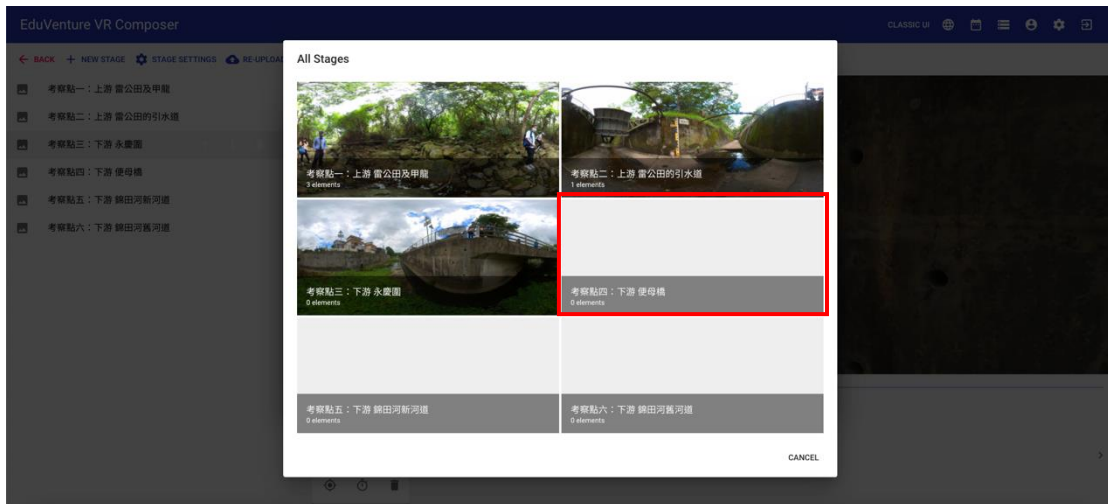 EduVenture VR Composer
CLASSIC UI
BACK
NEW STAGE
STAGE SETTINGS
RE-UPLOA
考察點一：上游 雷公田及甲龍
考察點二：上游 雷公田的引水道
考察點三：下游 永慶圍
考察點四：下游 便母橋
考察點五：下游 錦田河新河道
考察點六：下游 錦田河舊河道
All Stages
考察點一：上游 雷公田及甲龍
3 elements
考察點二：上游 雷公田的引水道
1 elements
考察點三：下游 永慶圍
0 elements
考察點四：下游 便母橋
0 elements
考察點五：下游 錦田河新河道
0 elements
考察點六：下游 錦田河舊河道
0 elements
CANCEL